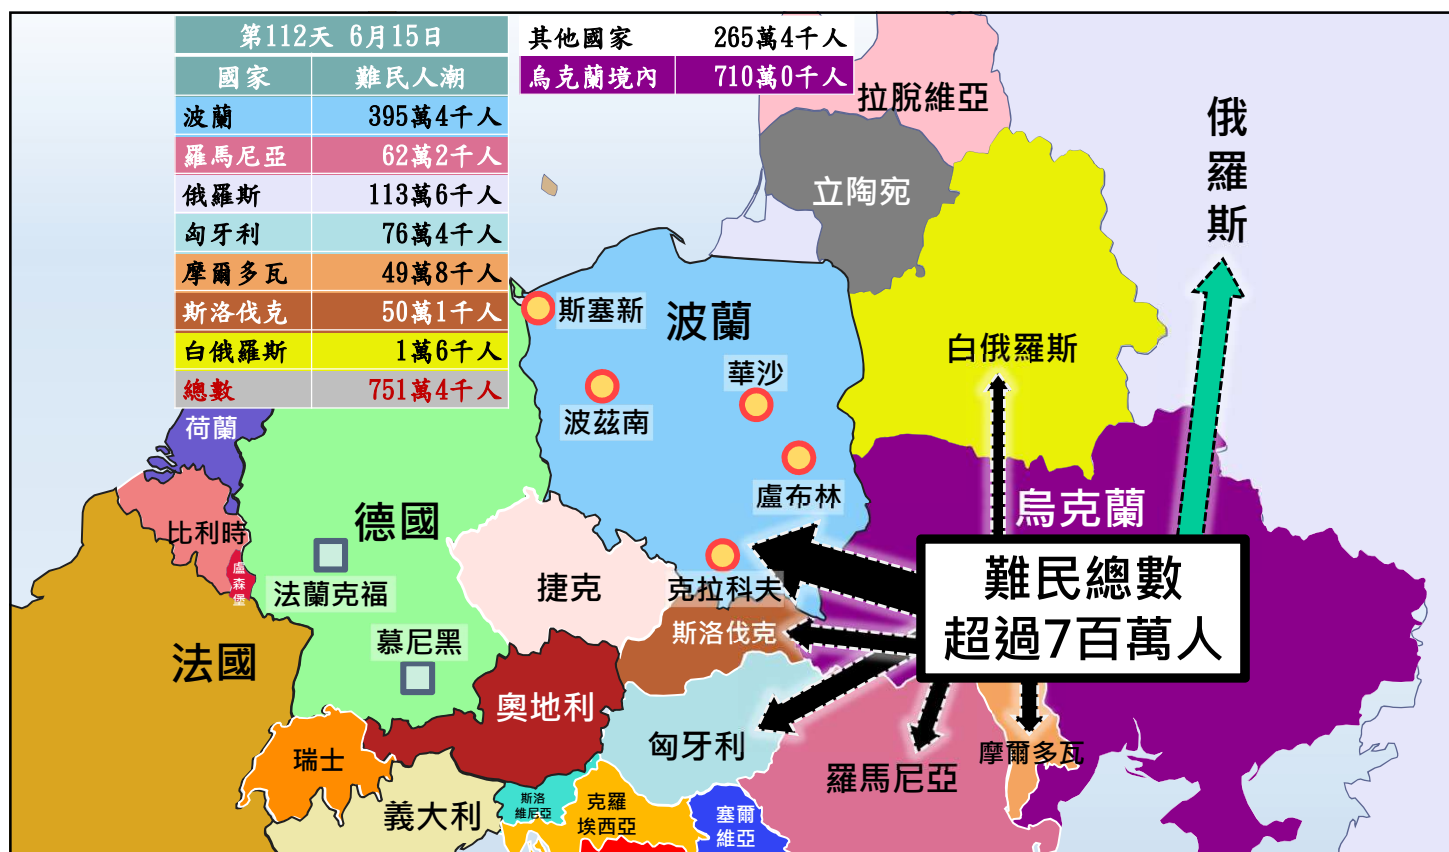 第112天 6月15日
國家 難民人潮
波蘭 395萬4千人
羅馬尼亞 62萬2千人
俄羅斯 113萬6千人
匈牙利 76萬4千人
摩爾多瓦 49萬8千人
斯洛伐克 50萬1千人
白俄羅斯 1萬6千人
總數 751萬4千人
其他國家 265萬4千人
烏克蘭境內 710萬0千人
拉脫維亞
俄羅斯
立陶宛
斯塞新
波蘭
白俄羅斯
華沙
波茲南
荷蘭
盧布林
烏克蘭
德國
比利時
盧森堡
法蘭克福
捷克
克拉科夫
難民總數
超過7百萬人
斯洛伐克
慕尼黑
法國
奧地利
匈牙利
瑞士
羅馬尼亞
摩爾多瓦
義大利
斯洛
維尼亞
克羅
埃西亞
塞爾
維亞